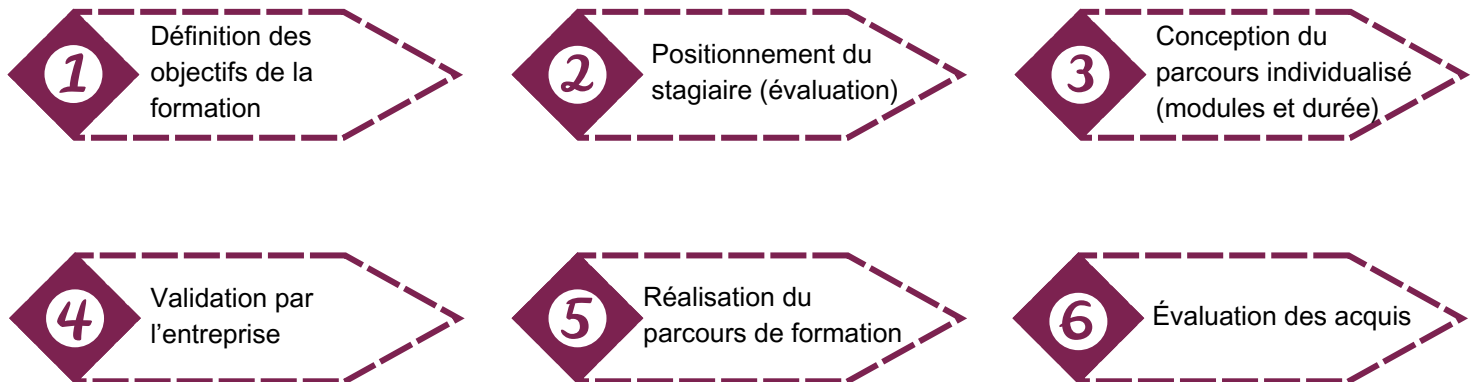 1
Définition des
objectifs de la
formation
2
Positionnement du
stagiaire (évaluation)
3
Conception du
parcours individualisé
(modules et durée)
4
Validation par
l’entreprise
5
Réalisation du
parcours de formation
6
Évaluation des acquis